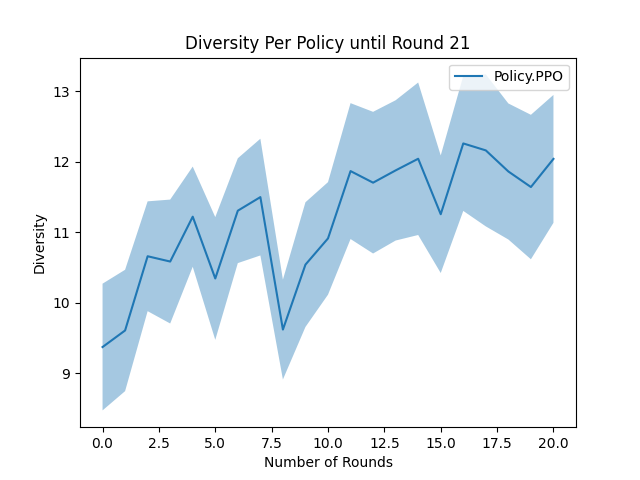 Diversity Per Policy until Round 21
Policy.PPO
13
12
11
10
9
Diversity
0.0 2.5 5.0 7.5 10.0 12.5 15.0 17.5 20.0
Number of Rounds